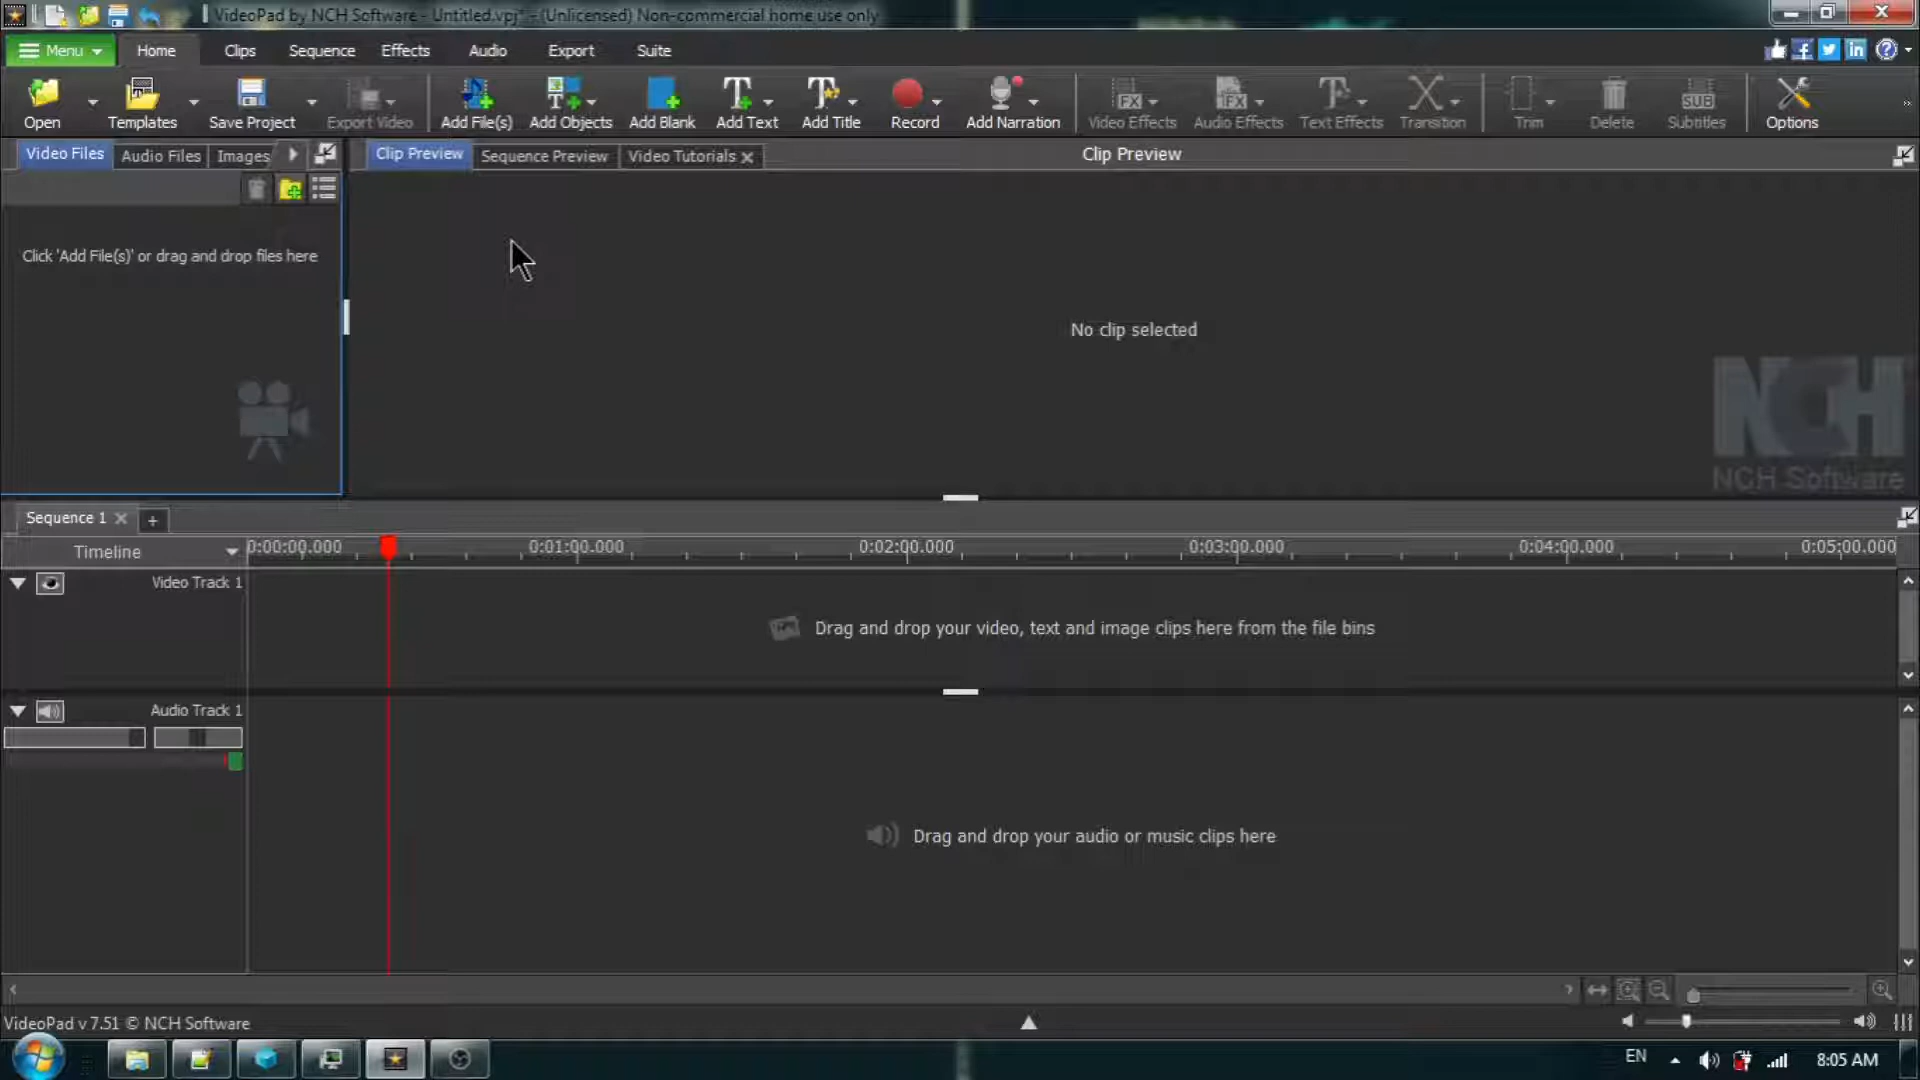 VideoPad by NCH Software - Untitled.vpj* - (Unlicensed) Non-commercial home use only
Menu Home Clips Sequence Effects Audio Export Suite
Open Templates Save Project Export Video Add File(s) Add Objects Add Blank Add Text Add Title Record Add Narration Video Effects Audio Effects Text Effects Transition Trim Delete Subtitles Options
Video Files Audio Files Images Clip Preview Sequence Preview Video Tutorials Clip Preview
Click 'Add File(s)' or drag and drop files here
No clip selected
NCH
NCH Software
Sequence 1
Timeline 0:00:00.000 0:01:00.000 0:02:00.000 0:03:00.000 0:04:00.000 0:05:00.000
Video Track 1
Drag and drop your video, text and image clips here from the file bins
Audio Track 1
Drag and drop your audio or music clips here
VideoPad v 7.51 © NCH Software
EN 8:05 AM